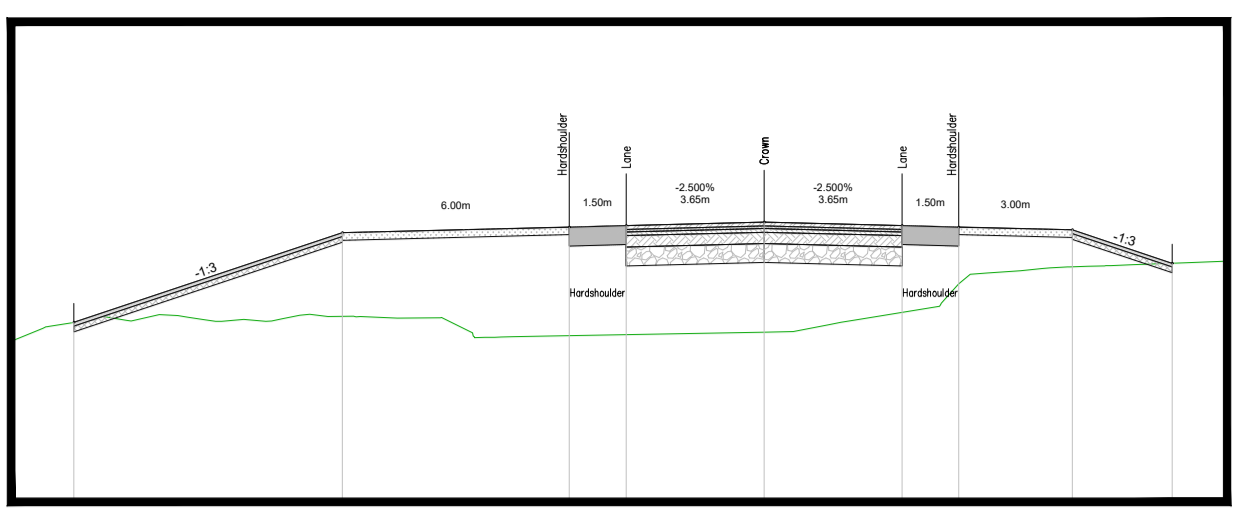 Hardshoulder
Lane
Crown
Lane
Hardshoulder
-2.500%
3.65m
-2.500%
3.65m
6.00m
1.50m
1.50m
3.00m
-1:3
-1:3
Hardshoulder
Hardshoulder